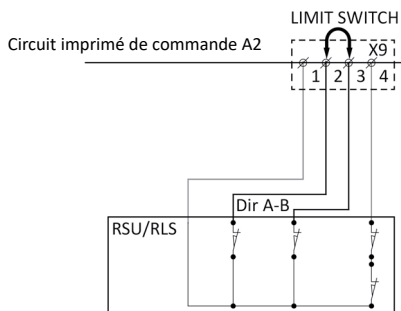 LIMIT SWITCH
Circuit imprimé de commande A2
X9
1 2 3 4
Dir A-B
RSU/RLS